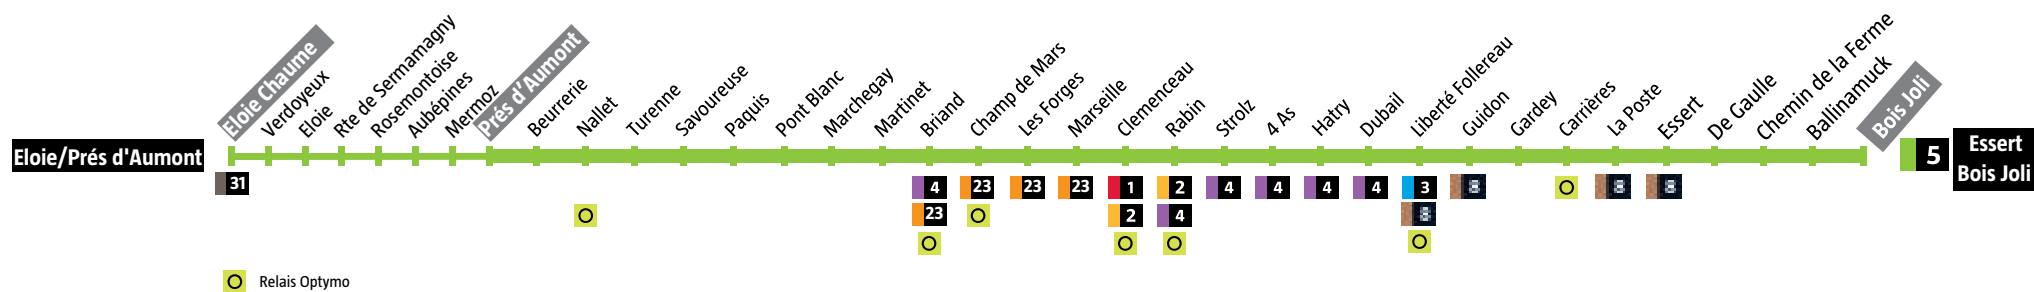 Eloie/Prés d'Aumont
Eloie Chaume
Verdoyeux
Eloie
Rte de Sermamagny
Rosemontoise
Aubépines
Mermoz
Prés d'Aumont
Beurrerie
Nallet
Turenne
Savoureuse
Paquis
Pont Blanc
Marchegay
Martinet
Briand
Champ de Mars
Les Forges
Marseille
Clemenceau
Rabin
Strolz
4 As
Hatry
Dubail
Liberté Follereau
Guidon
Gardey
Carrières
La Poste
Essert
De Gaulle
Chemin de la Ferme
Ballinamuck
Bois Joli
5
Essert
Bois Joli
31
4
23
23
23
1
2
4
4
4
4
3
8
8
8
23
2
4
8
Relais Optymo